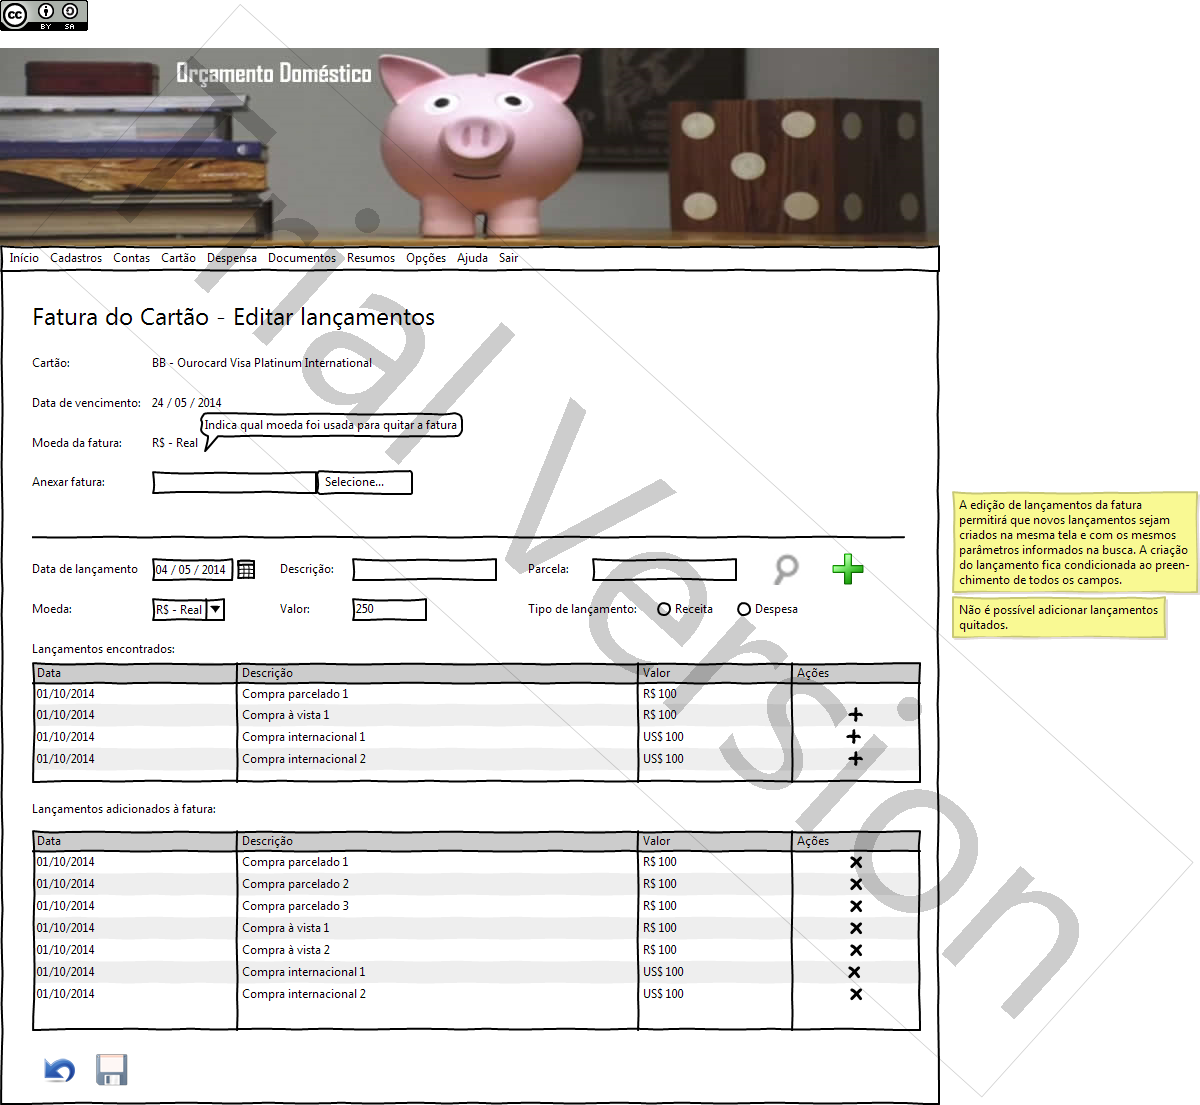 cc BY SA
Orçamento Doméstico
Início Cadastros Contas Cartão Despensa Documentos Resumos Opções Ajuda Sair
Fatura do Cartão - Editar lançamentos
Cartão: BB - Ourocard Visa Platinum International
Data de vencimento: 24 / 05 / 2014
Indica qual moeda foi usada para quitar a fatura
Moeda da fatura: R$ - Real
Anexar fatura: Selecione...
A edição de lançamentos da fatura
permitirá que novos lançamentos sejam
criados na mesma tela e com os mesmos
parâmetros informados na busca. A criação
do lançamento fica condicionada ao preen-
chimento de todos os campos.
Não é possível adicionar lançamentos
quitados.
Data de lançamento 04 / 05 / 2014 Descrição: Parcela:
Moeda: R$ - Real Valor: 250 Tipo de lançamento: Receita Despesa
Lançamentos encontrados:
Data Descrição Valor Ações
01/10/2014 Compra parcelado 1 R$ 100
01/10/2014 Compra à vista 1 R$ 100
01/10/2014 Compra internacional 1 US$ 100
01/10/2014 Compra internacional 2 US$ 100
Lançamentos adicionados à fatura:
Data Descrição Valor Ações
01/10/2014 Compra parcelado 1 R$ 100
01/10/2014 Compra parcelado 2 R$ 100
01/10/2014 Compra parcelado 3 R$ 100
01/10/2014 Compra à vista 1 R$ 100
01/10/2014 Compra à vista 2 R$ 100
01/10/2014 Compra internacional 1 US$ 100
01/10/2014 Compra internacional 2 US$ 100
Trial Version